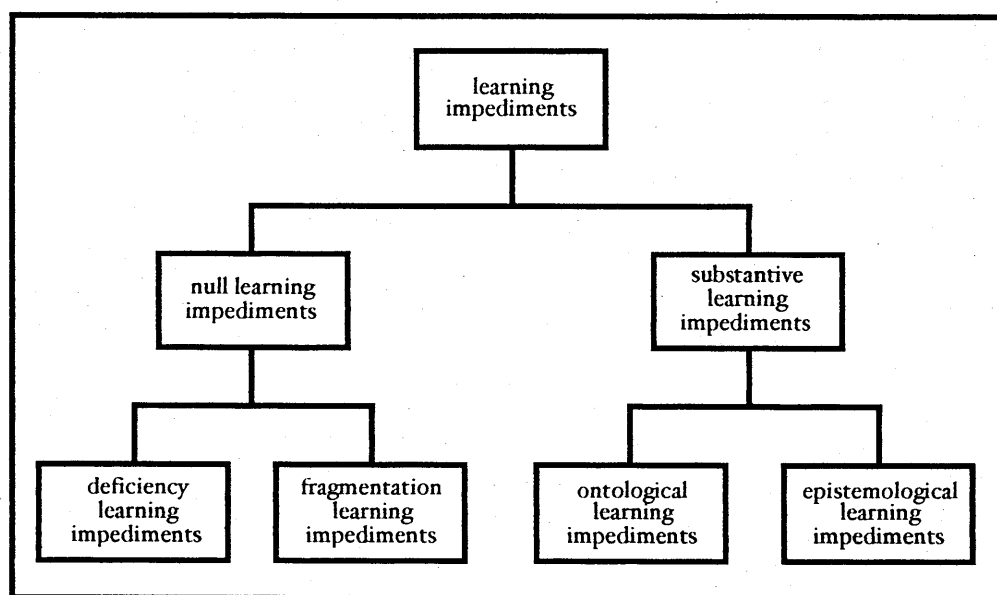 learning
impediments
null learning
impediments
substantive
learning
impediments
deficiency
learning
impediments
fragmentation
learning
impediments
ontological
learning
impediments
epistemological
learning
impediments